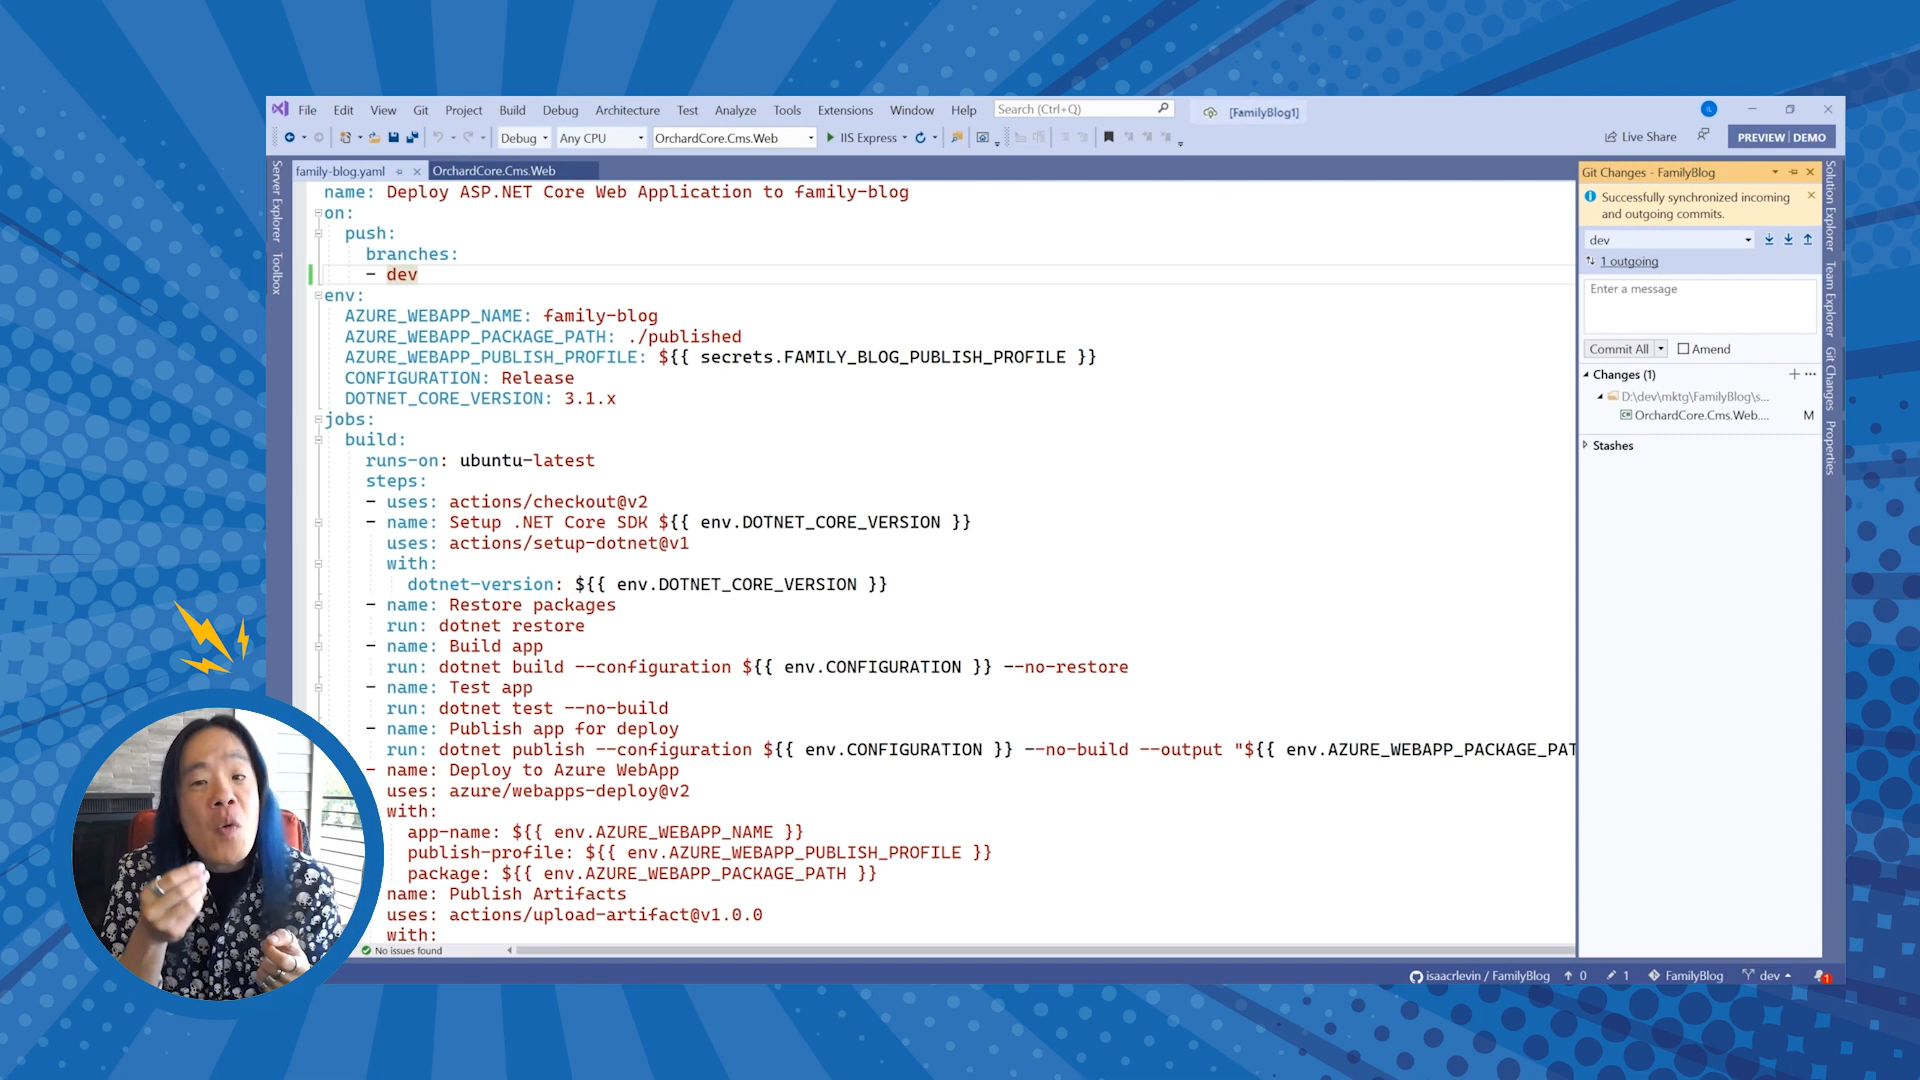 File Edit View Git Project Build Debug Architecture Test Analyze Tools Extensions Window Help Search (Ctrl+Q) [FamilyBlog1] IL
Debug Any CPU OrchardCore.Cms.Web IIS Express Live Share PREVIEW DEMO
Server Explorer
Toolbox
family-blog.yaml OrchardCore.Cms.Web
name: Deploy ASP.NET Core Web Application to family-blog
on:
push:
branches:
- dev
env:
AZURE_WEBAPP_NAME: family-blog
AZURE_WEBAPP_PACKAGE_PATH: ./published
AZURE_WEBAPP_PUBLISH_PROFILE: ${{ secrets.FAMILY_BLOG_PUBLISH_PROFILE }}
CONFIGURATION: Release
DOTNET_CORE_VERSION: 3.1.x
jobs:
build:
runs-on: ubuntu-latest
steps:
- uses: actions/checkout@v2
- name: Setup .NET Core SDK ${{ env.DOTNET_CORE_VERSION }}
uses: actions/setup-dotnet@v1
with:
dotnet-version: ${{ env.DOTNET_CORE_VERSION }}
- name: Restore packages
run: dotnet restore
- name: Build app
run: dotnet build --configuration ${{ env.CONFIGURATION }} --no-restore
- name: Test app
run: dotnet test --no-build
- name: Publish app for deploy
run: dotnet publish --configuration ${{ env.CONFIGURATION }} --no-build --output "${{ env.AZURE_WEBAPP_PACKAGE_PAT
- name: Deploy to Azure WebApp
uses: azure/webapps-deploy@v2
with:
app-name: ${{ env.AZURE_WEBAPP_NAME }}
publish-profile: ${{ env.AZURE_WEBAPP_PUBLISH_PROFILE }}
package: ${{ env.AZURE_WEBAPP_PACKAGE_PATH }}
name: Publish Artifacts
uses: actions/upload-artifact@v1.0.0
with:
No issues found
Git Changes - FamilyBlog
Successfully synchronized incoming
and outgoing commits.
dev
1 outgoing
Enter a message
Commit All Amend
Changes (1)
D:\dev\mktg\FamilyBlog\s...
OrchardCore.Cms.Web.... M
Stashes
Solution Explorer
Team Explorer
Git Changes
Properties
isaacrlevin / FamilyBlog 0 1 FamilyBlog dev 1